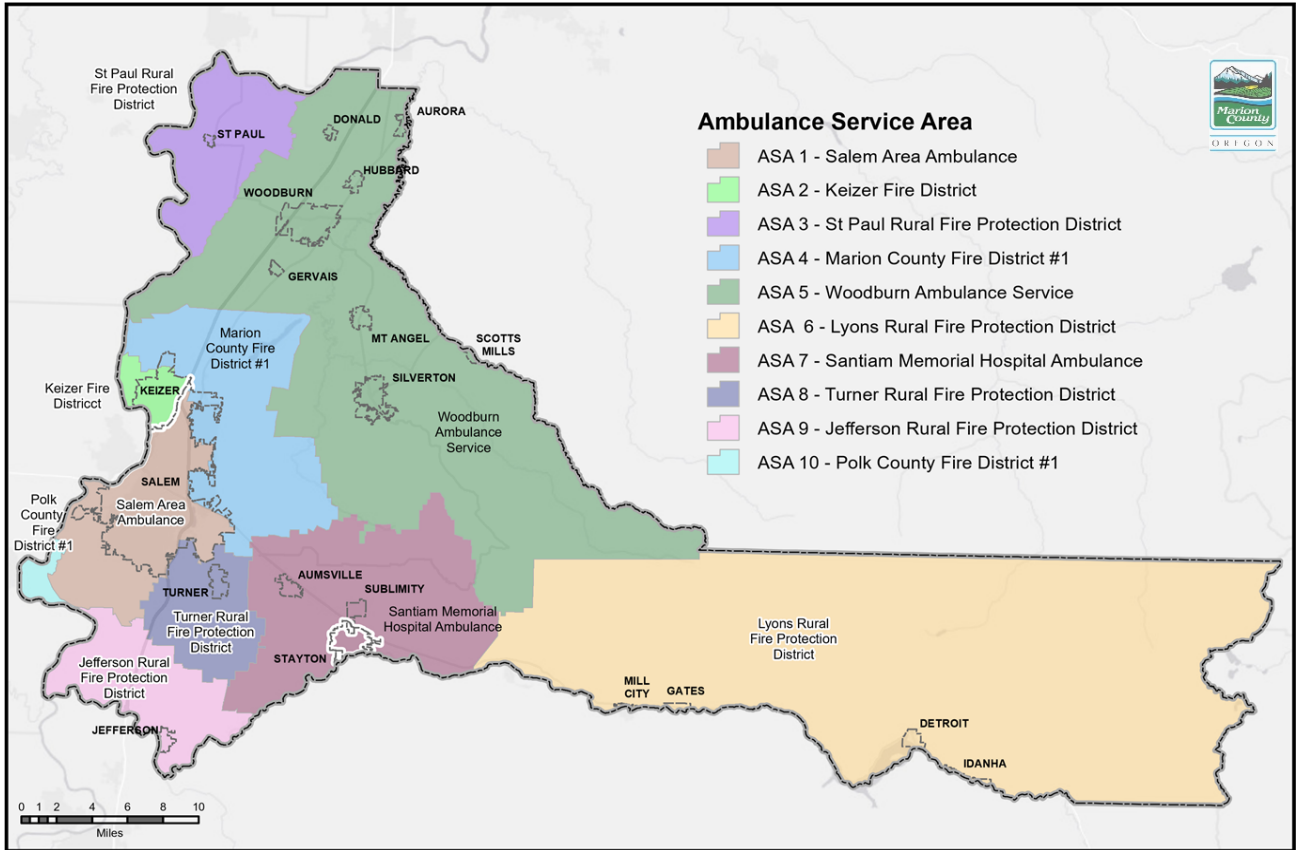 St Paul Rural
Fire Protection
District
ST PAUL
DONALD
AURORA
HUBBARD
WOODBURN
GERVAIS
MT ANGEL
SCOTTS
MILLS
SILVERTON
Woodburn
Ambulance
Service
Marion
County Fire
District #1
Keizer Fire
Districct
KEIZER
SALEM
Salem Area
Ambulance
Polk
County
Fire
District #1
TURNER
Turner Rural
Fire Protection
District
AUMSVILLE
SUBLIMITY
Santiam Memorial
Hospital Ambulance
STAYTON
Jefferson Rural
Fire Protection
District
JEFFERSON
Lyons Rural
Fire Protection
District
MILL
CITY
GATES
DETROIT
IDANHA
Ambulance Service Area
ASA 1 - Salem Area Ambulance
ASA 2 - Keizer Fire District
ASA 3 - St Paul Rural Fire Protection District
ASA 4 - Marion County Fire District #1
ASA 5 - Woodburn Ambulance Service
ASA 6 - Lyons Rural Fire Protection District
ASA 7 - Santiam Memorial Hospital Ambulance
ASA 8 - Turner Rural Fire Protection District
ASA 9 - Jefferson Rural Fire Protection District
ASA 10 - Polk County Fire District #1
Marion
County
OREGON
0 1 2 4 6 8 10
Miles